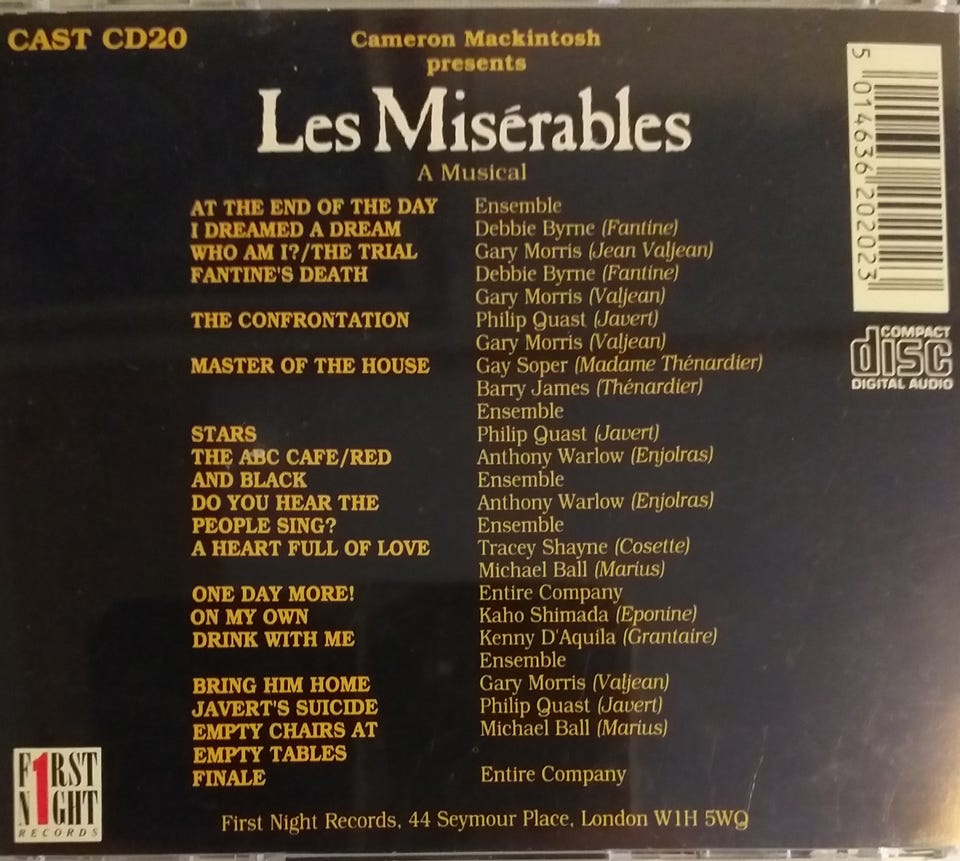 CAST CD20
Cameron Mackintosh
presents
Les Misérables
A Musical
AT THE END OF THE DAY Ensemble
I DREAMED A DREAM Debbie Byrne (Fantine)
WHO AM I?/THE TRIAL Gary Morris (Jean Valjean)
FANTINE'S DEATH Debbie Byrne (Fantine)
Gary Morris (Valjean)
THE CONFRONTATION Philip Quast (Javert)
Gary Morris (Valjean)
MASTER OF THE HOUSE Gay Soper (Madame Thénardier)
Barry James (Thénardier)
Ensemble
STARS Philip Quast (Javert)
THE ABC CAFE/RED Anthony Warlow (Enjolras)
AND BLACK Ensemble
DO YOU HEAR THE Anthony Warlow (Enjolras)
PEOPLE SING? Ensemble
A HEART FULL OF LOVE Tracey Shayne (Cosette)
Michael Ball (Marius)
ONE DAY MORE! Entire Company
ON MY OWN Kaho Shimada (Eponine)
DRINK WITH ME Kenny D'Aquila (Grantaire)
Ensemble
BRING HIM HOME Gary Morris (Valjean)
JAVERT'S SUICIDE Philip Quast (Javert)
EMPTY CHAIRS AT Michael Ball (Marius)
EMPTY TABLES
FINALE Entire Company
First Night Records, 44 Seymour Place, London W1H 5WQ
5 014636 202023
COMPACT
disc
DIGITAL AUDIO
F1RST
N1GHT
RECORDS